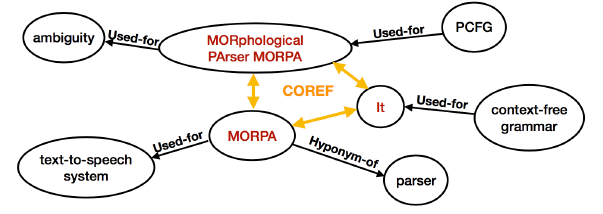 ambiguity
Used-for
MORphological
PArser MORPA
Used-for
PCFG
COREF
It
Used-for
context-free
grammar
MORPA
Used-for
text-to-speech
system
Hyponym-of
parser